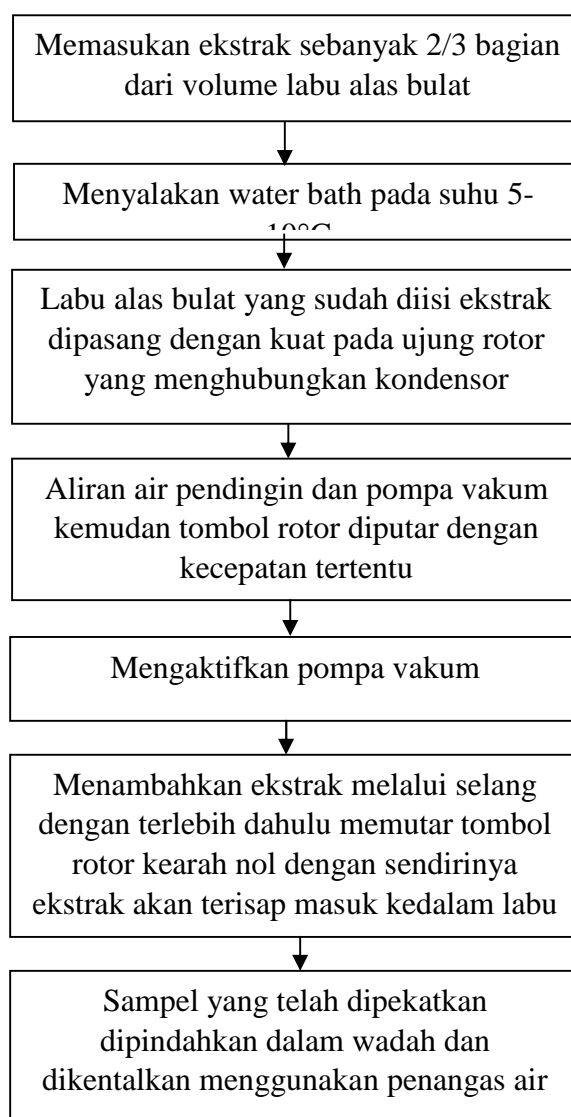 Memasukan ekstrak sebanyak 2/3 bagian
dari volume labu alas bulat
Menyalakan water bath pada suhu 5-
10°C
Labu alas bulat yang sudah diisi ekstrak
dipasang dengan kuat pada ujung rotor
yang menghubungkan kondensor
Aliran air pendingin dan pompa vakum
kemudan tombol rotor diputar dengan
kecepatan tertentu
Mengaktifkan pompa vakum
Menambahkan ekstrak melalui selang
dengan terlebih dahulu memutar tombol
rotor kearah nol dengan sendirinya
ekstrak akan terisap masuk kedalam labu
Sampel yang telah dipekatkan
dipindahkan dalam wadah dan
dikentalkan menggunakan penangas air